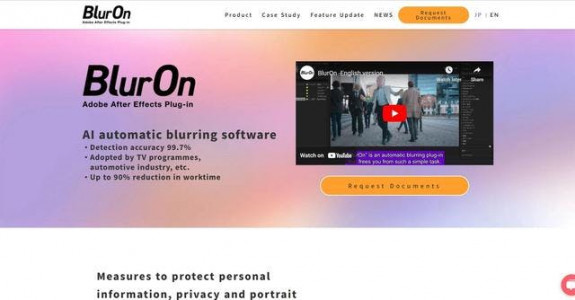 BlurOn
Adobe After Effects Plug-in
Product Case Study Feature Update NEWS Request Documents JP : EN
BlurOn
Adobe After Effects Plug-in
AI automatic blurring software
・Detection accuracy 99.7%
・Adopted by TV programmes,
automotive industry, etc.
・Up to 90% reduction in worktime
BlurOn English version
Watch later Share
Watch on YouTube
On" is an automatic blurring plug-in
frees you from such a simple task.
Request Documents
Measures to protect personal
information, privacy and portrait